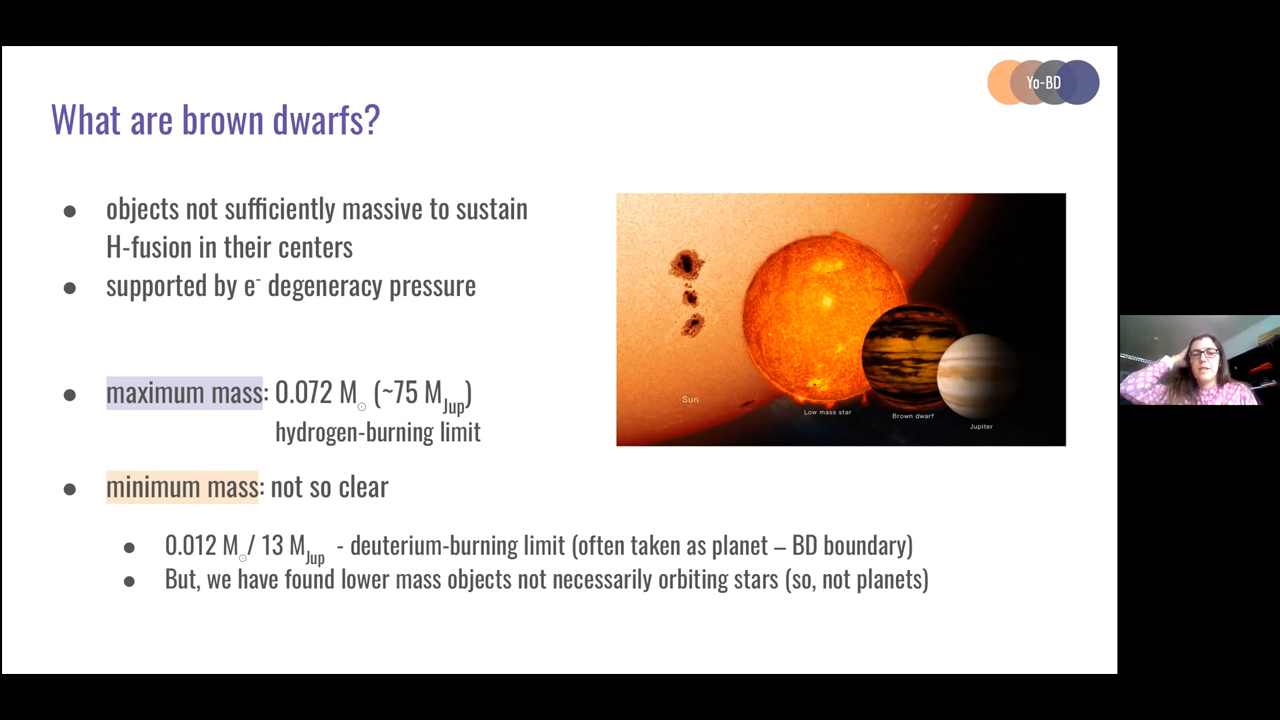 Yo-BD
What are brown dwarfs?
● objects not sufficiently massive to sustain
H-fusion in their centers
● supported by e⁻ degeneracy pressure
● maximum mass: 0.072 M☉ (~75 MJup)
hydrogen-burning limit
● minimum mass: not so clear
● 0.012 M☉/ 13 MJup - deuterium-burning limit (often taken as planet – BD boundary)
● But, we have found lower mass objects not necessarily orbiting stars (so, not planets)
Sun
Low mass star
Brown dwarf
Jupiter